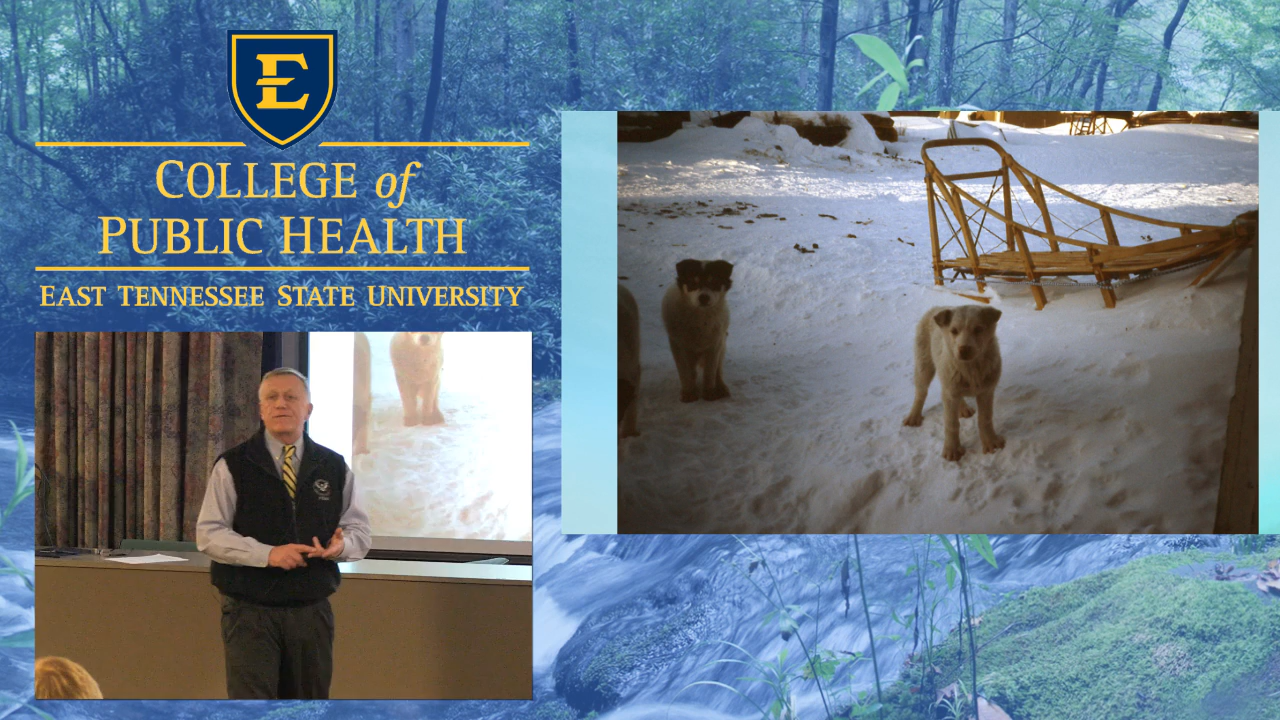 E
COLLEGE of
PUBLIC HEALTH
EAST TENNESSEE STATE UNIVERSITY